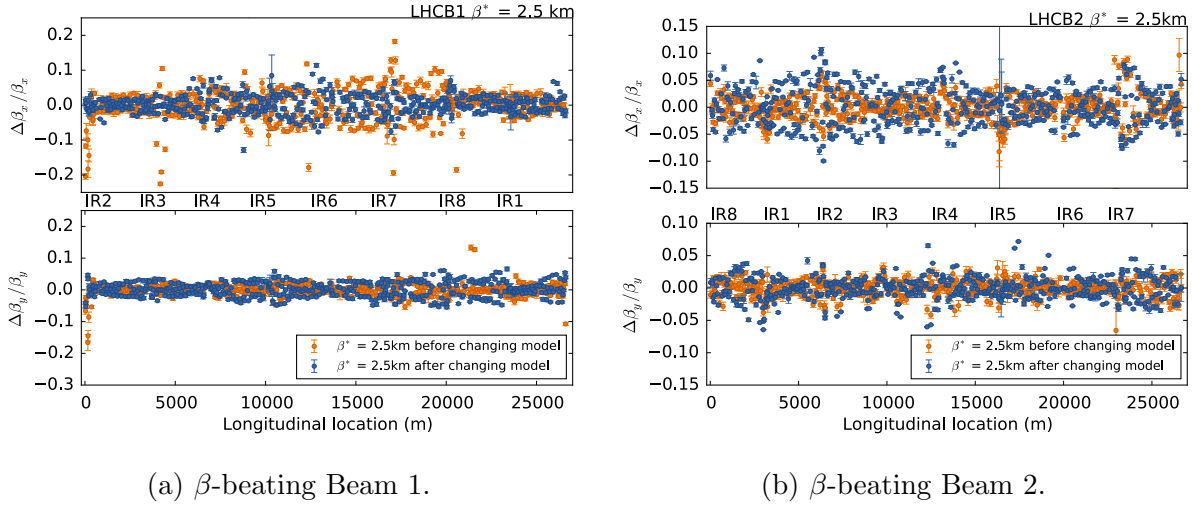 LHCB1 β* = 2.5 km
0.2
0.1
0.0
−0.1
−0.2
Δβx/βx
IR2 IR3 IR4 IR5 IR6 IR7 IR8 IR1
0.2
0.1
0.0
−0.1
−0.2
−0.3
Δβy/βy
β* = 2.5km before changing model
β* = 2.5km after changing model
0 5000 10000 15000 20000 25000
Longitudinal location (m)
(a) β-beating Beam 1.
LHCB2 β* = 2.5km
0.15
0.10
0.05
0.00
−0.05
−0.10
−0.15
Δβx/βx
IR8 IR1 IR2 IR3 IR4 IR5 IR6 IR7
0.10
0.05
0.00
−0.05
−0.10
−0.15
Δβy/βy
β* = 2.5km before changing model
β* = 2.5km after changing model
0 5000 10000 15000 20000 25000
Longitudinal location (m)
(b) β-beating Beam 2.